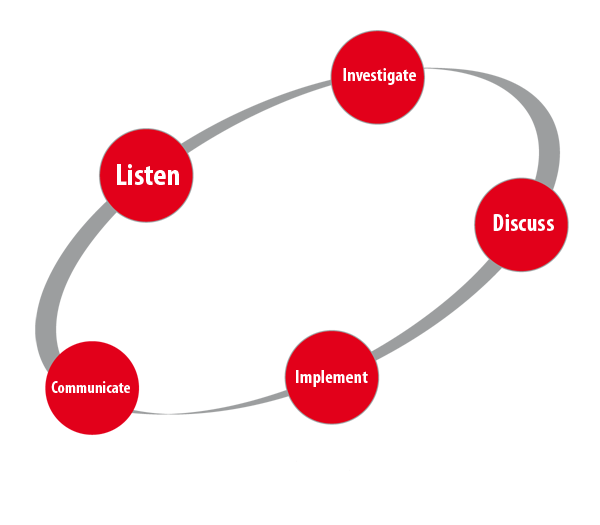 Investigate
Listen
Discuss
Implement
Communicate